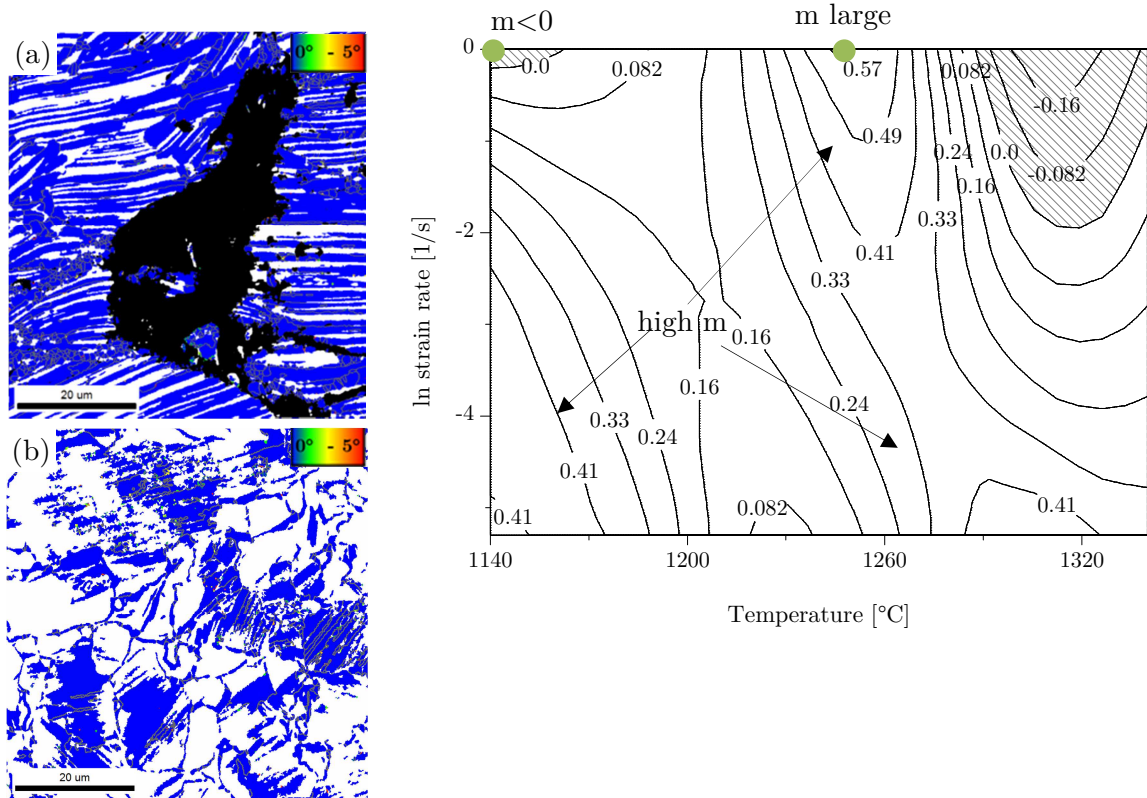 (a)
0° - 5°
20 um
(b)
0° - 5°
20 um
m<0
m large
0
-2
-4
ln strain rate [1/s]
0.0
0.082
0.57
0.082
-0.16
0.49
0.24
0.0
-0.082
0.16
0.33
0.41
0.33
high m
0.16
0.16
0.24
0.33
0.24
0.41
0.41
0.082
0.41
1140
1200
1260
1320
Temperature [°C]